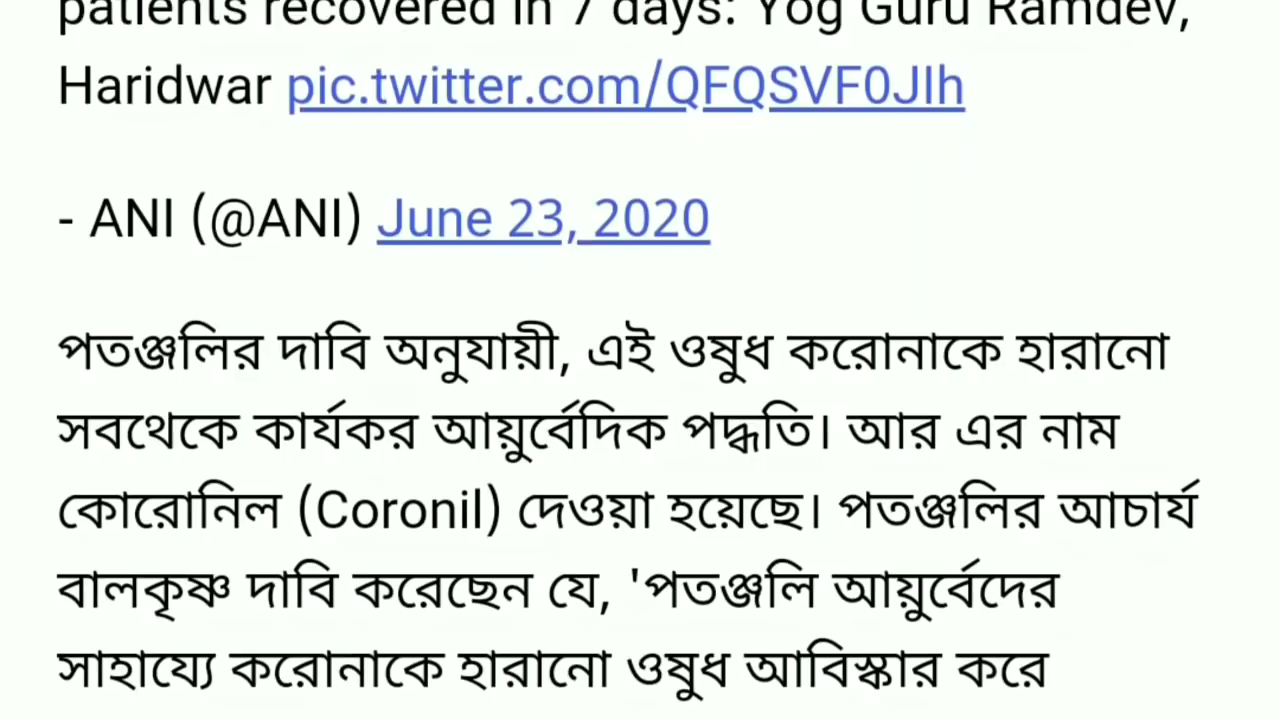 patients recovered in 7 days: Yog Guru Ramdev,
Haridwar pic.twitter.com/QFQSVF0JIh
- ANI (@ANI) June 23, 2020
পতঞ্জলির দাবি অনুযায়ী, এই ওষুধ করোনাকে হারানো
সবথেকে কার্যকর আয়ুর্বেদিক পদ্ধতি। আর এর নাম
কোরোনিল (Coronil) দেওয়া হয়েছে। পতঞ্জলির আচার্য
বালকৃষ্ণ দাবি করেছেন যে, 'পতঞ্জলি আয়ুর্বেদের
সাহায্যে করোনাকে হারানো ওষুধ আবিস্কার করে